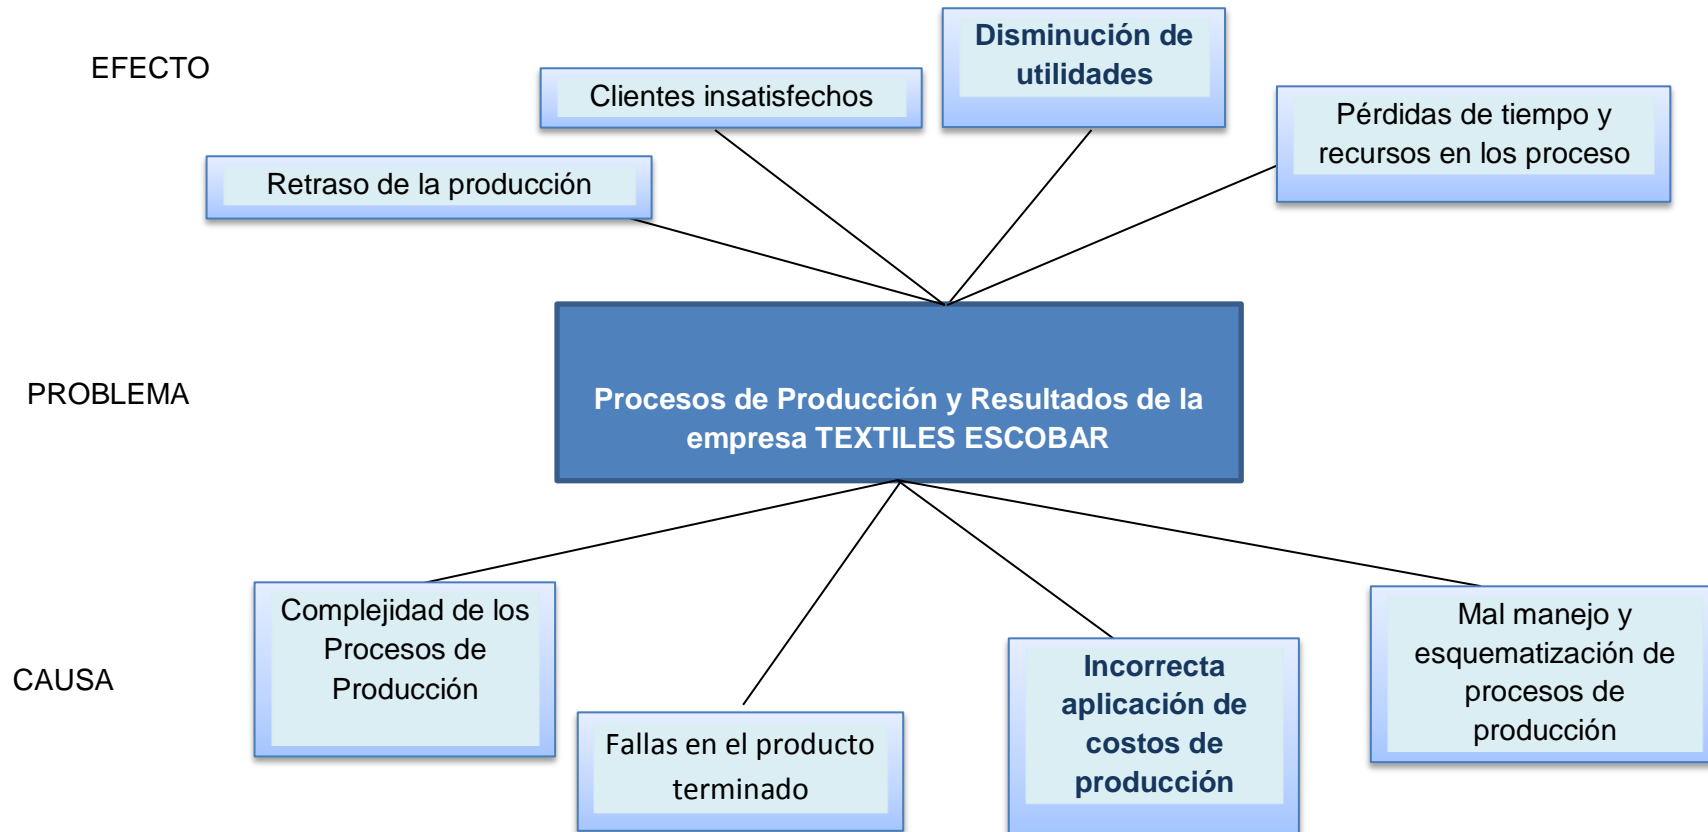 EFECTO
Disminución de
utilidades
Clientes insatisfechos
Pérdidas de tiempo y
recursos en los proceso
Retraso de la producción
PROBLEMA
Procesos de Producción y Resultados de la
empresa TEXTILES ESCOBAR
CAUSA
Complejidad de los
Procesos de
Producción
Fallas en el producto
terminado
Incorrecta
aplicación de
costos de
producción
Mal manejo y
esquematización de
procesos de
producción